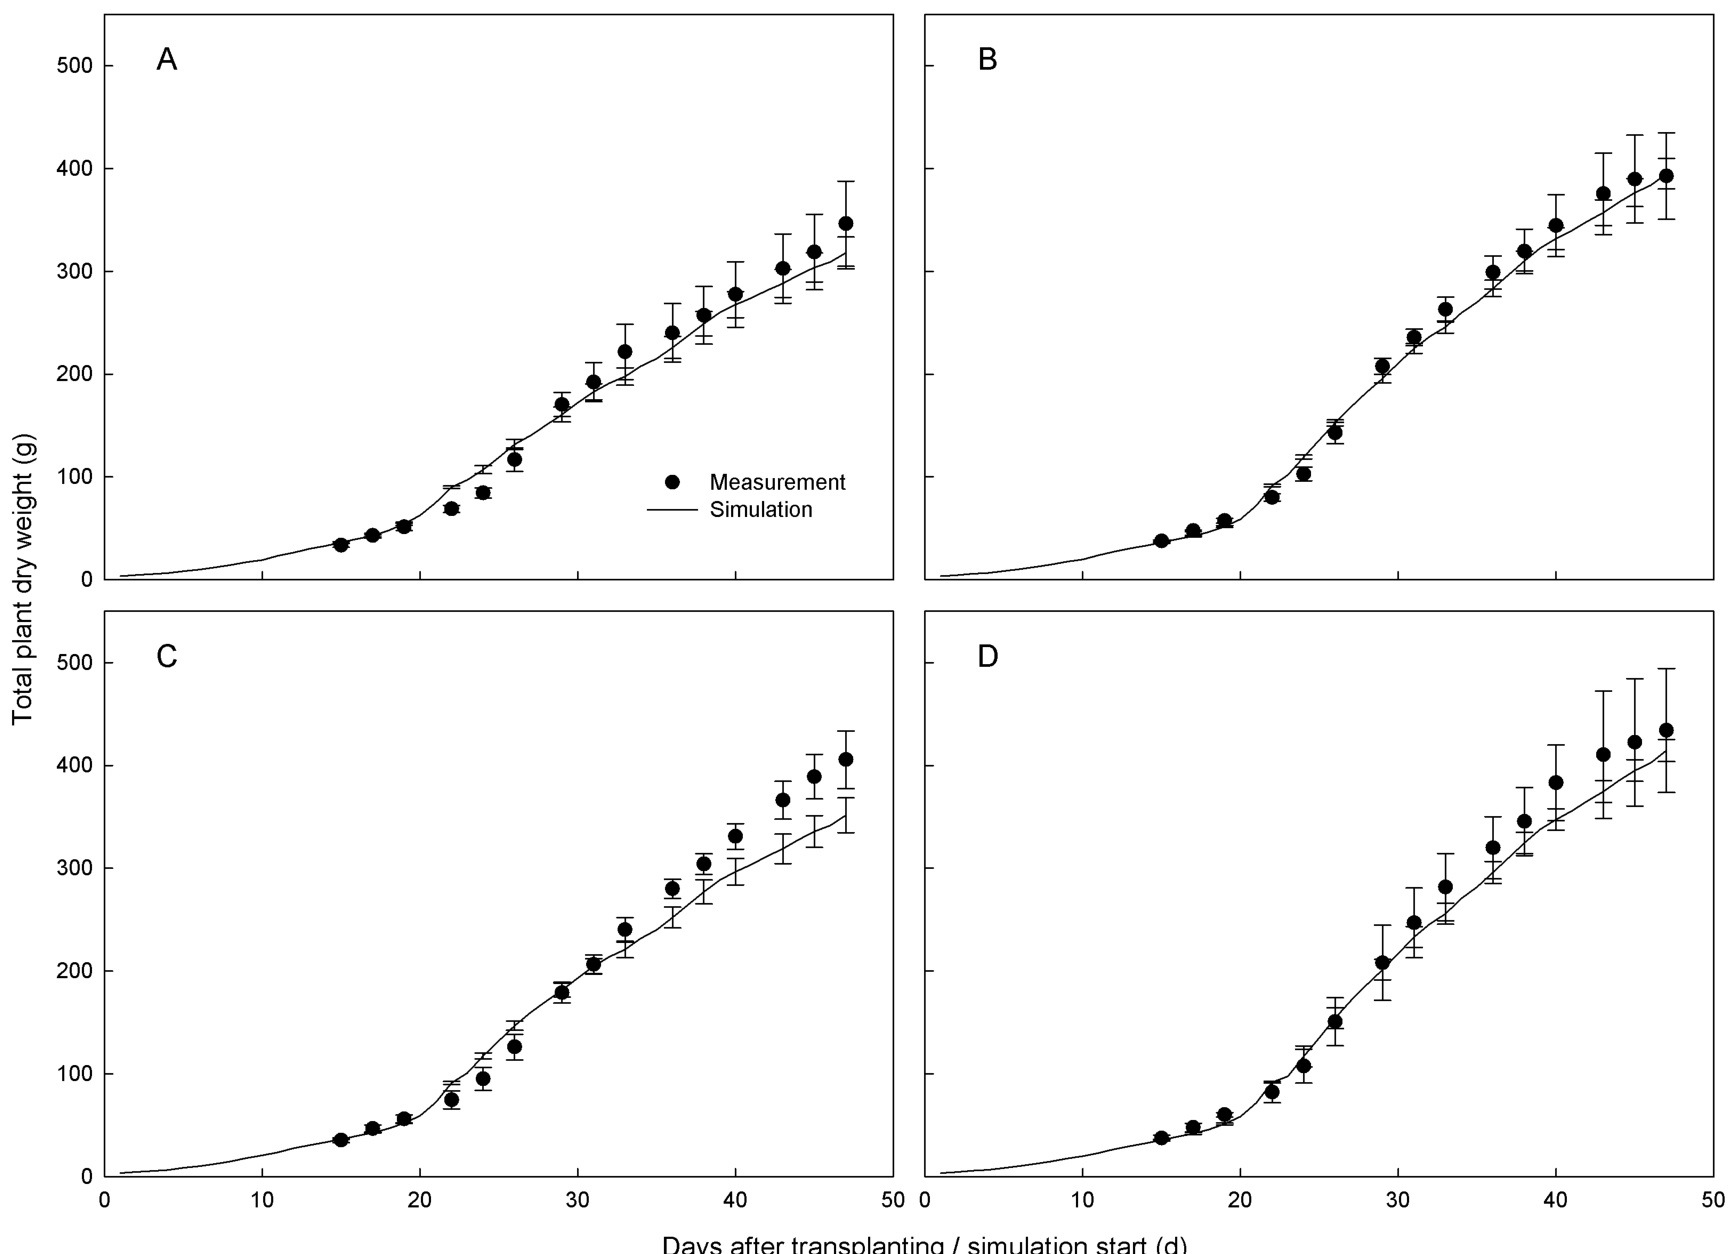 A
B
500
400
300
200
100
0
Measurement
Simulation
Total plant dry weight (g)
C
D
500
400
300
200
100
0
0 10 20 30 40 50
0 10 20 30 40 50
Days after transplanting / simulation start (d)